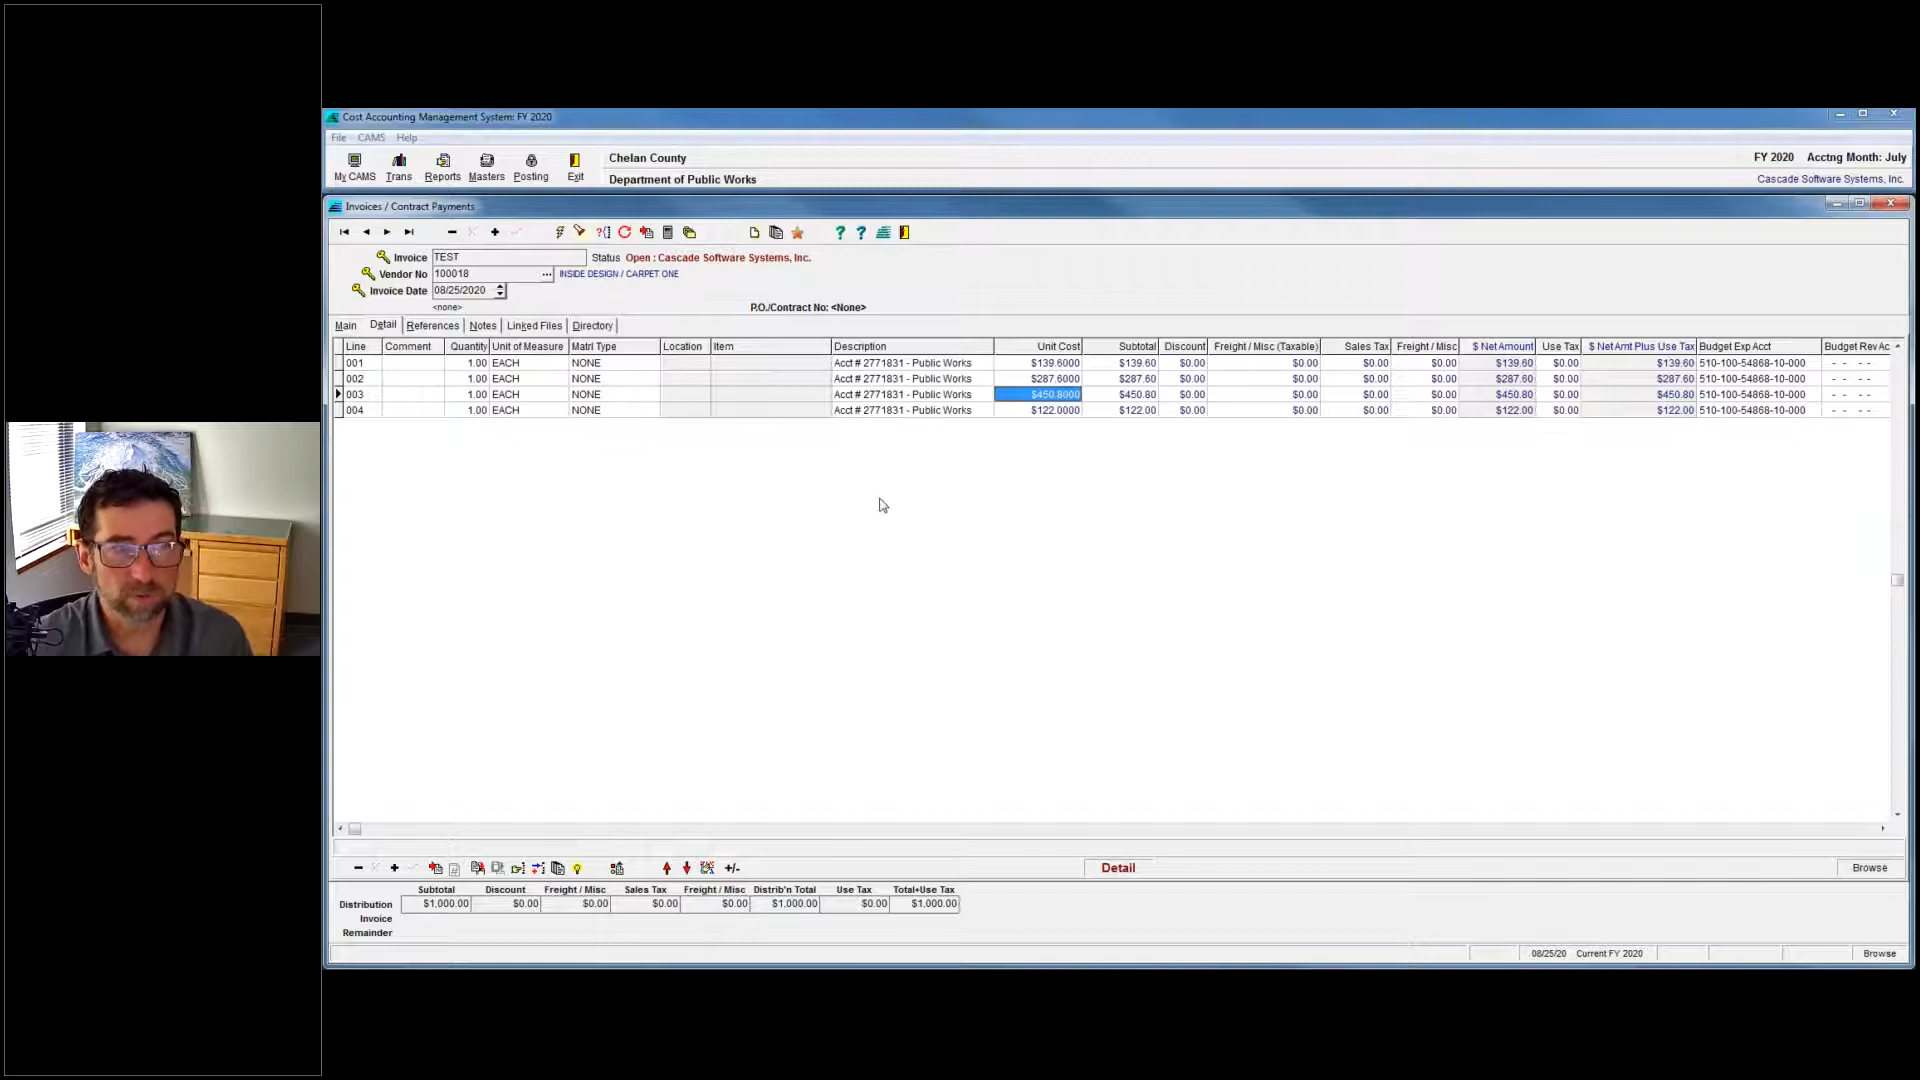 Cost Accounting Management System: FY 2020
File CAMS Help
My CAMS Trans Reports Masters Posting Exit
Chelan County
Department of Public Works
FY 2020 Acctng Month: July
Cascade Software Systems, Inc.
Invoices / Contract Payments
Invoice TEST Status Open : Cascade Software Systems, Inc.
Vendor No 100018 ... INSIDE DESIGN / CARPET ONE
Invoice Date 08/25/2020
<none> P.O./Contract No: <None>
Main Detail References Notes Linked Files Directory
Line Comment Quantity Unit of Measure Matrl Type Location Item Description Unit Cost Subtotal Discount Freight / Misc (Taxable) Sales Tax Freight / Misc $ Net Amount Use Tax $ Net Amt Plus Use Tax Budget Exp Acct Budget Rev Ac
001 1.00 EACH NONE Acct # 2771831 - Public Works $139.6000 $139.60 $0.00 $0.00 $0.00 $0.00 $139.60 $0.00 $139.60 510-100-54868-10-000 - - - -
002 1.00 EACH NONE Acct # 2771831 - Public Works $287.6000 $287.60 $0.00 $0.00 $0.00 $0.00 $287.60 $0.00 $287.60 510-100-54868-10-000 - - - -
003 1.00 EACH NONE Acct # 2771831 - Public Works $450.8000 $450.80 $0.00 $0.00 $0.00 $0.00 $450.80 $0.00 $450.80 510-100-54868-10-000 - - - -
004 1.00 EACH NONE Acct # 2771831 - Public Works $122.0000 $122.00 $0.00 $0.00 $0.00 $0.00 $122.00 $0.00 $122.00 510-100-54868-10-000 - - - -
+/- Detail Browse
Subtotal Discount Freight / Misc Sales Tax Freight / Misc Distrib'n Total Use Tax Total+Use Tax
Distribution $1,000.00 $0.00 $0.00 $0.00 $0.00 $1,000.00 $0.00 $1,000.00
Invoice
Remainder
08/25/20 Current FY 2020 Browse